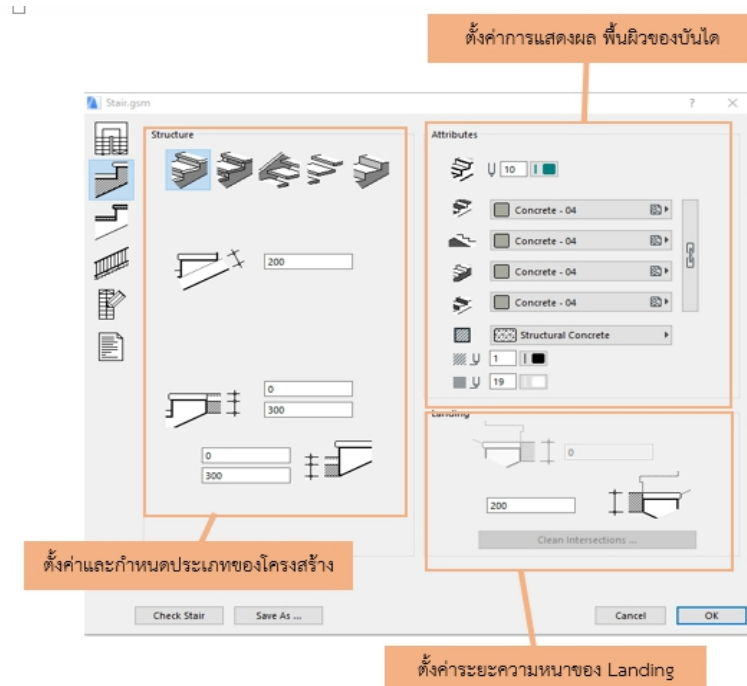 ตั้งค่าการแสดงผล พื้นผิวของบันได
Stair.gsm
?
Structure
Attributes
10
Concrete - 04
200
Concrete - 04
Concrete - 04
Concrete - 04
Structural Concrete
1
0
19
300
Landing
0
0
300
200
Clean Intersections ...
ตั้งค่าและกำหนดประเภทของโครงสร้าง
Check Stair
Save As ...
Cancel
OK
ตั้งค่าระยะความหนาของ Landing